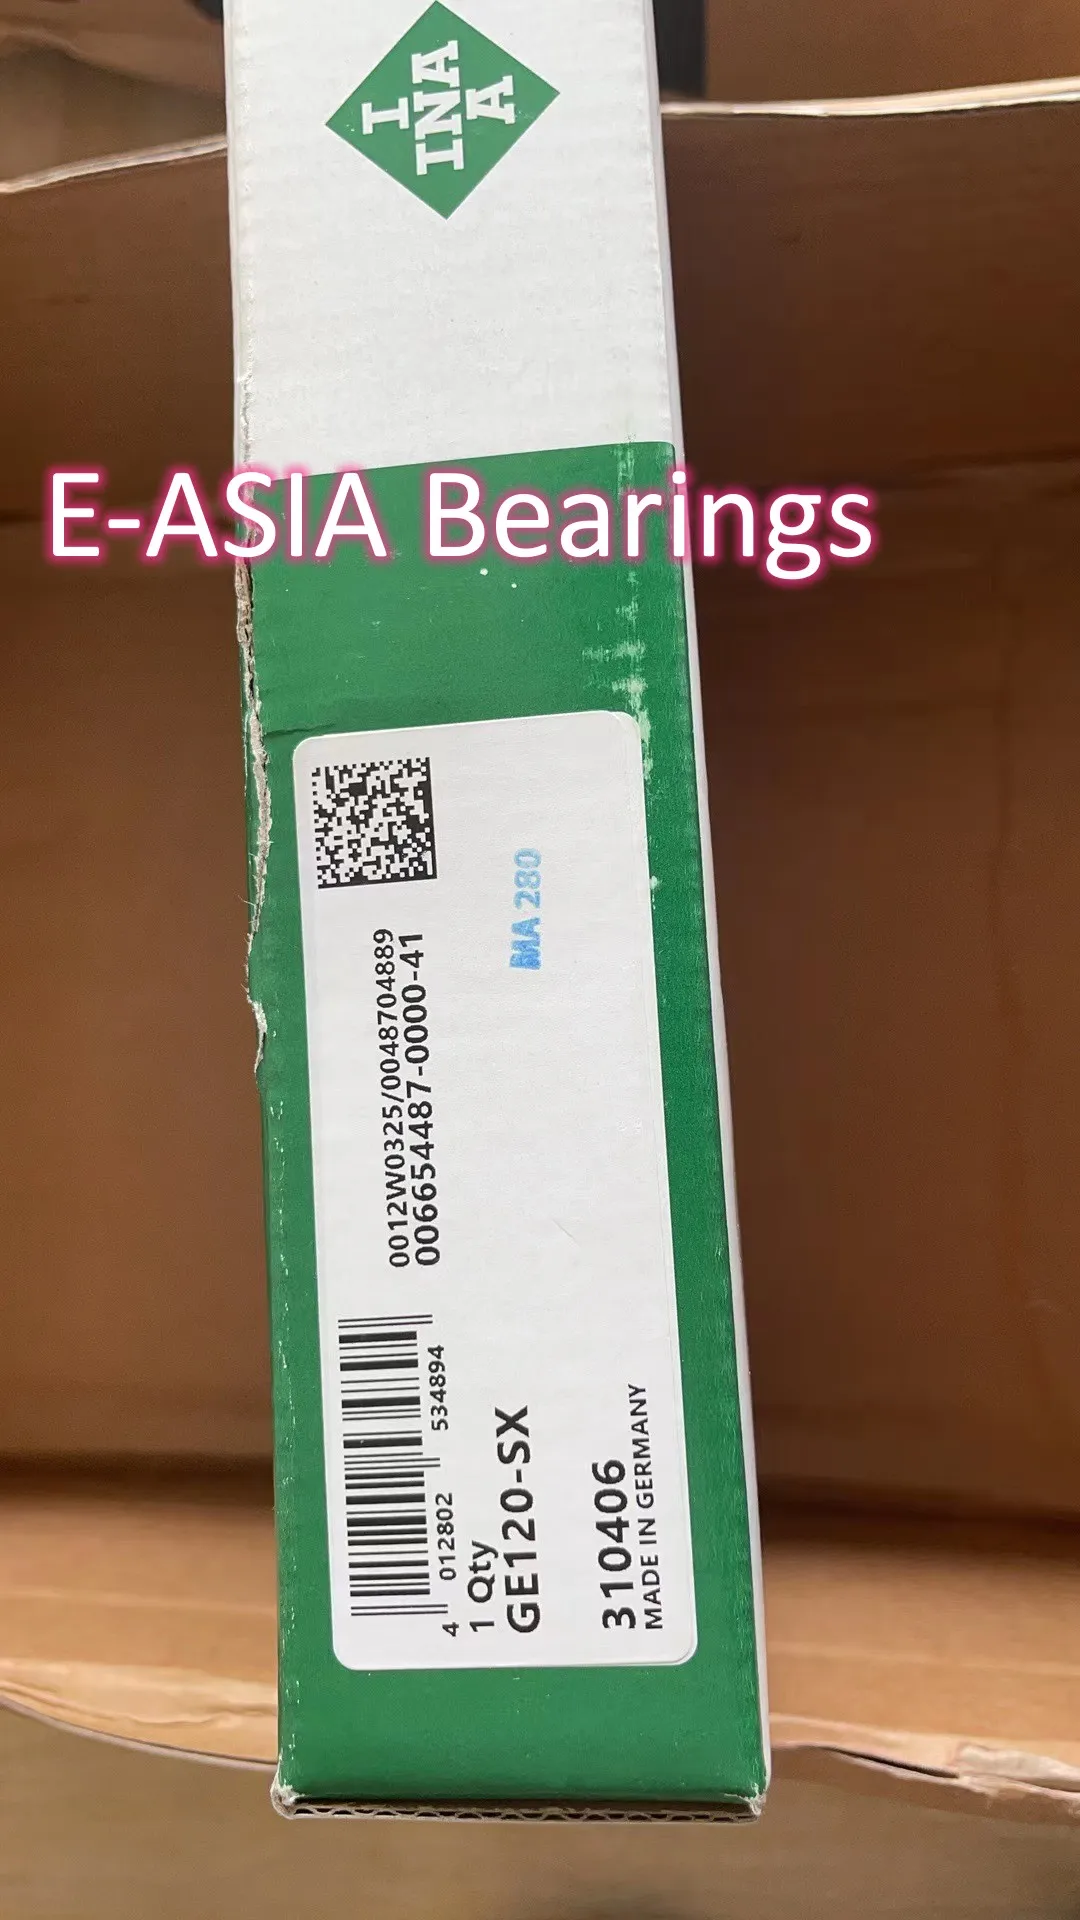 I
INA
A
E-ASIA Bearings
0012W0325/0048704889
006654487-0000-41
MA 280
4 012802 534894
1 Qty
GE120-SX
310406
MADE IN GERMANY